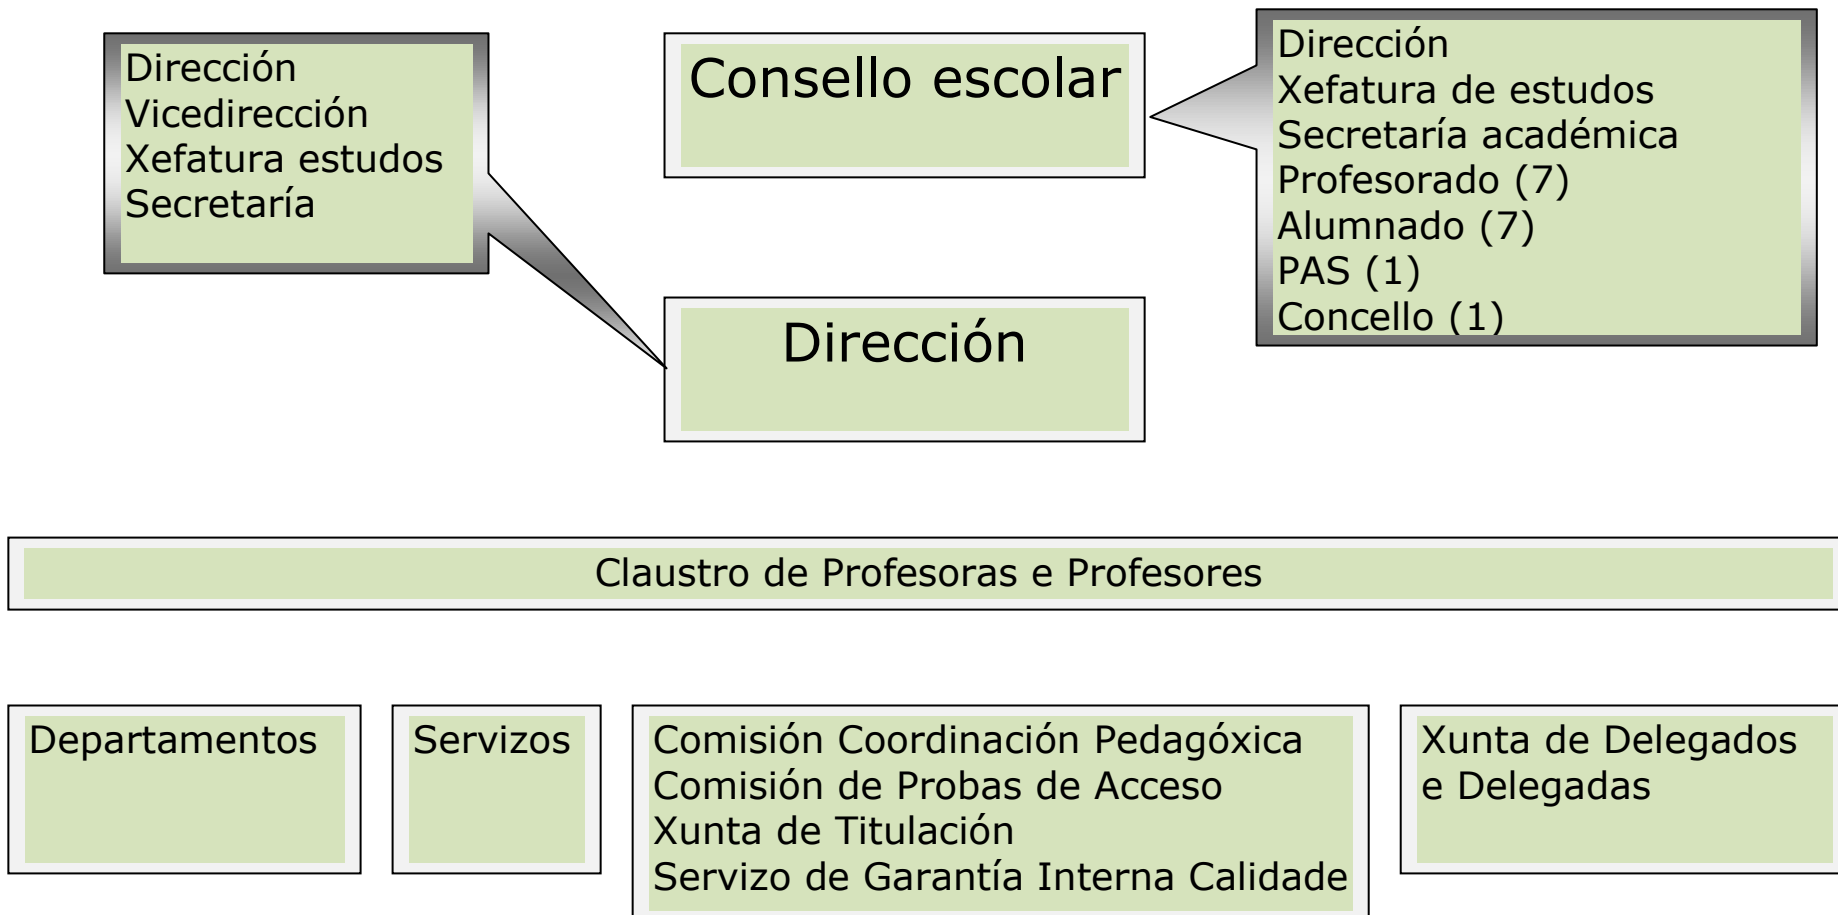 Dirección
Vicedirección
Xefatura estudos
Secretaría
Consello escolar
Dirección
Xefatura de estudos
Secretaría académica
Profesorado (7)
Alumnado (7)
PAS (1)
Concello (1)
Dirección
Claustro de Profesoras e Profesores
Departamentos
Servizos
Comisión Coordinación Pedagóxica
Comisión de Probas de Acceso
Xunta de Titulación
Servizo de Garantía Interna Calidade
Xunta de Delegados
e Delegadas